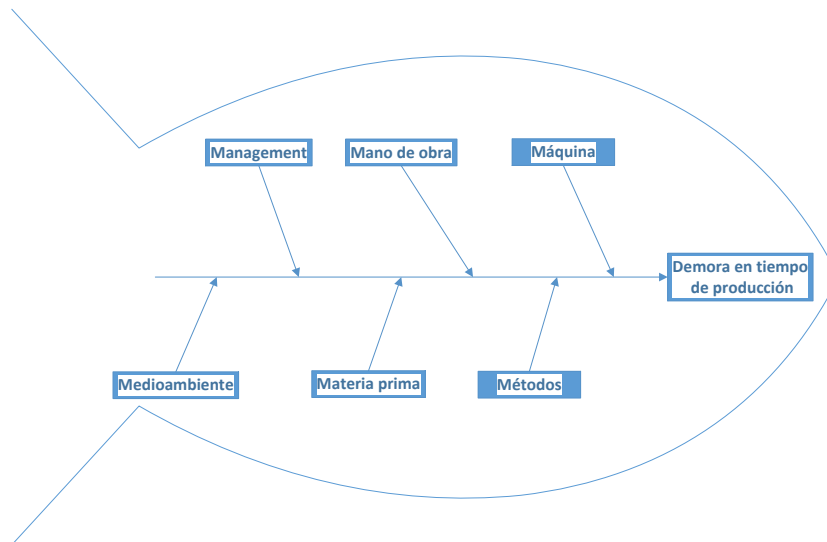 Management
Mano de obra
Máquina
Demora en tiempo
de producción
Medioambiente
Materia prima
Métodos